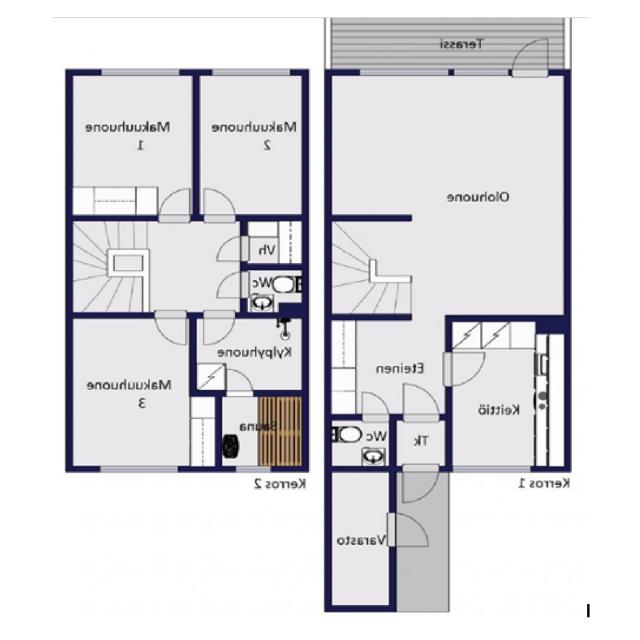 Terassi
Makuuhuone
1
Makuuhuone
2
Olohuone
Vh
Wc
Kylpyhuone
Makuuhuone
3
Sauna
Eteinen
Keittiö
Wc
Tk
Kerros 2
Kerros 1
Varasto
I